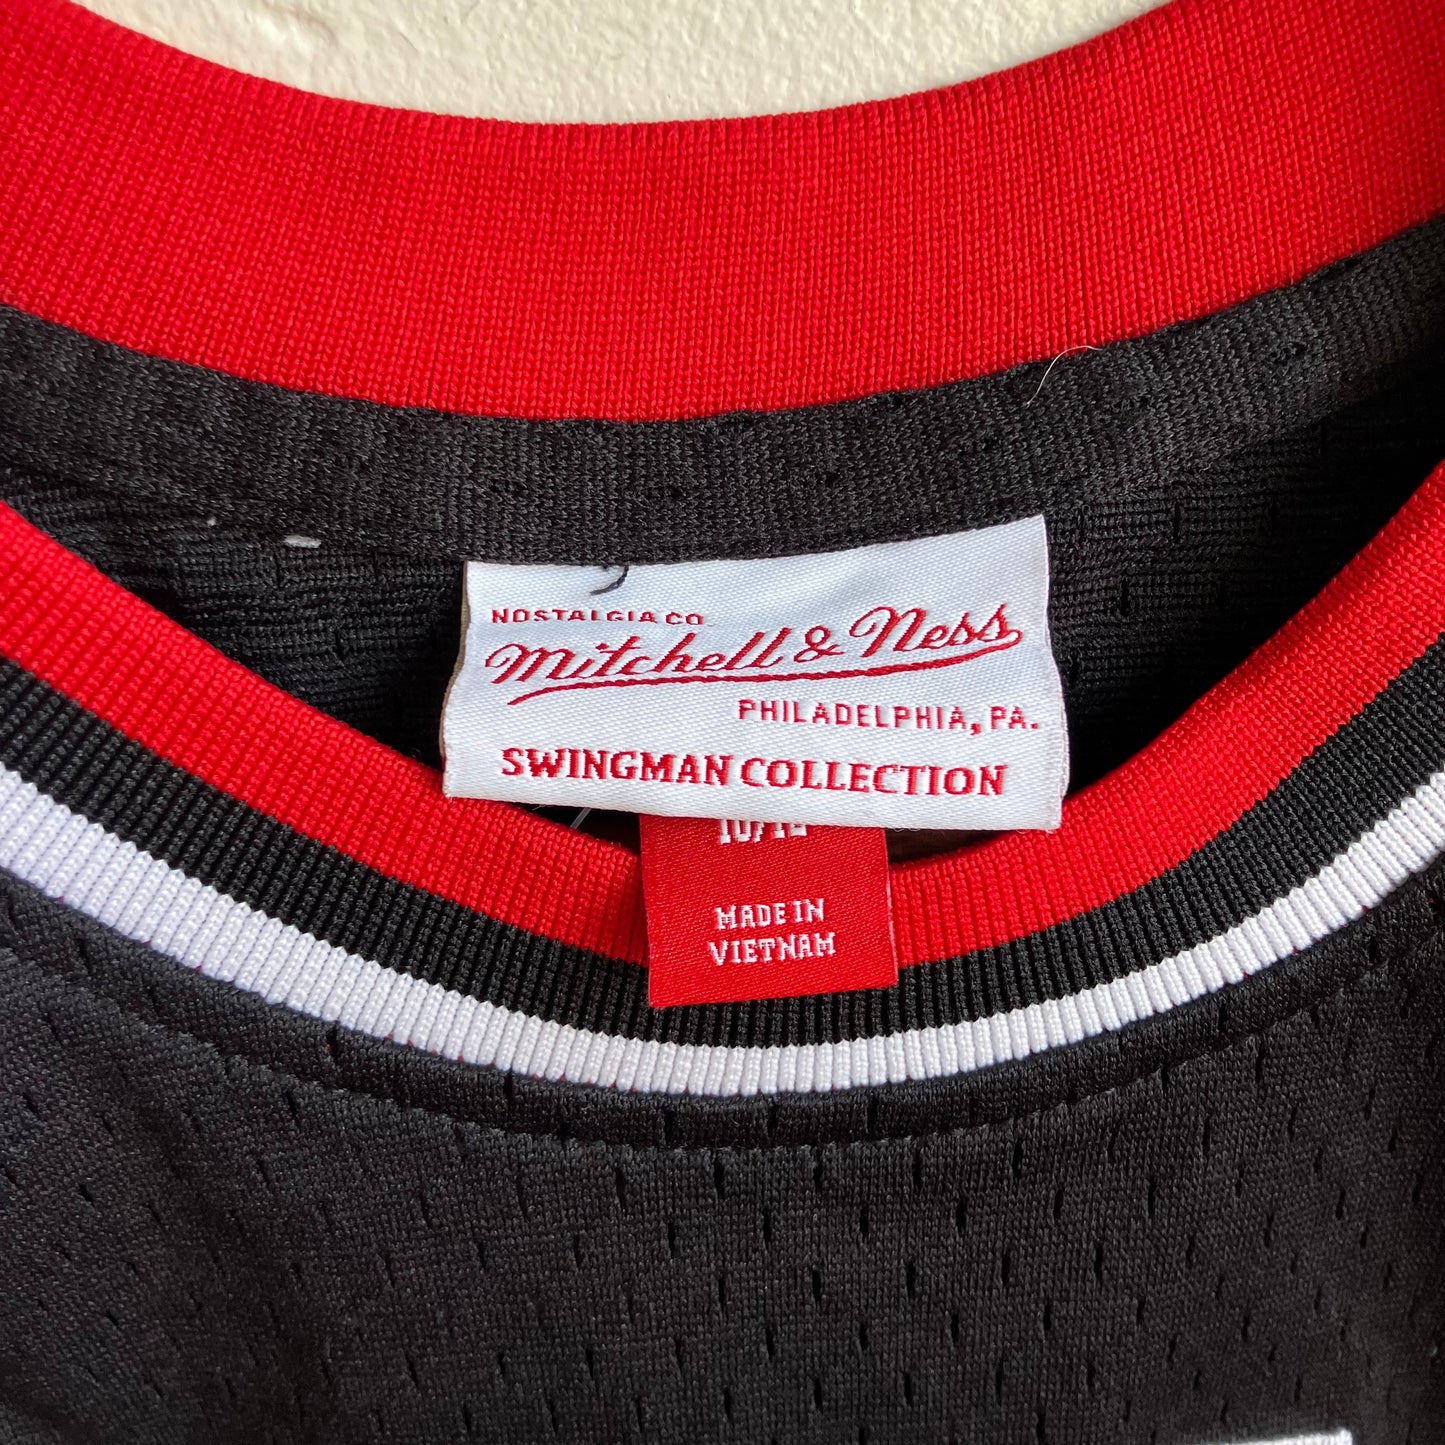 NOSTALGIA CO
Mitchell & Ness
PHILADELPHIA, PA.
SWINGMAN COLLECTION
MADE IN
VIETNAM